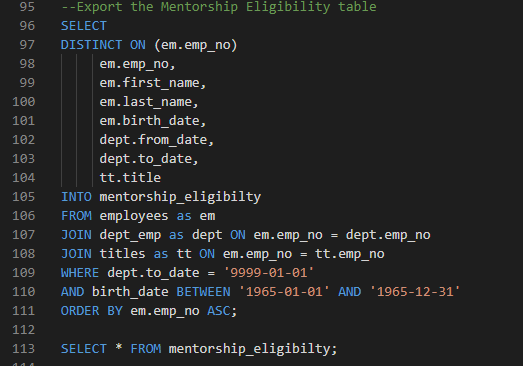 95 --Export the Mentorship Eligibility table
96 SELECT
97 DISTINCT ON (em.emp_no)
98 em.emp_no,
99 em.first_name,
100 em.last_name,
101 em.birth_date,
102 dept.from_date,
103 dept.to_date,
104 tt.title
105 INTO mentorship_eligibilty
106 FROM employees as em
107 JOIN dept_emp as dept ON em.emp_no = dept.emp_no
108 JOIN titles as tt ON em.emp_no = tt.emp_no
109 WHERE dept.to_date = '9999-01-01'
110 AND birth_date BETWEEN '1965-01-01' AND '1965-12-31'
111 ORDER BY em.emp_no ASC;
112
113 SELECT * FROM mentorship_eligibilty;